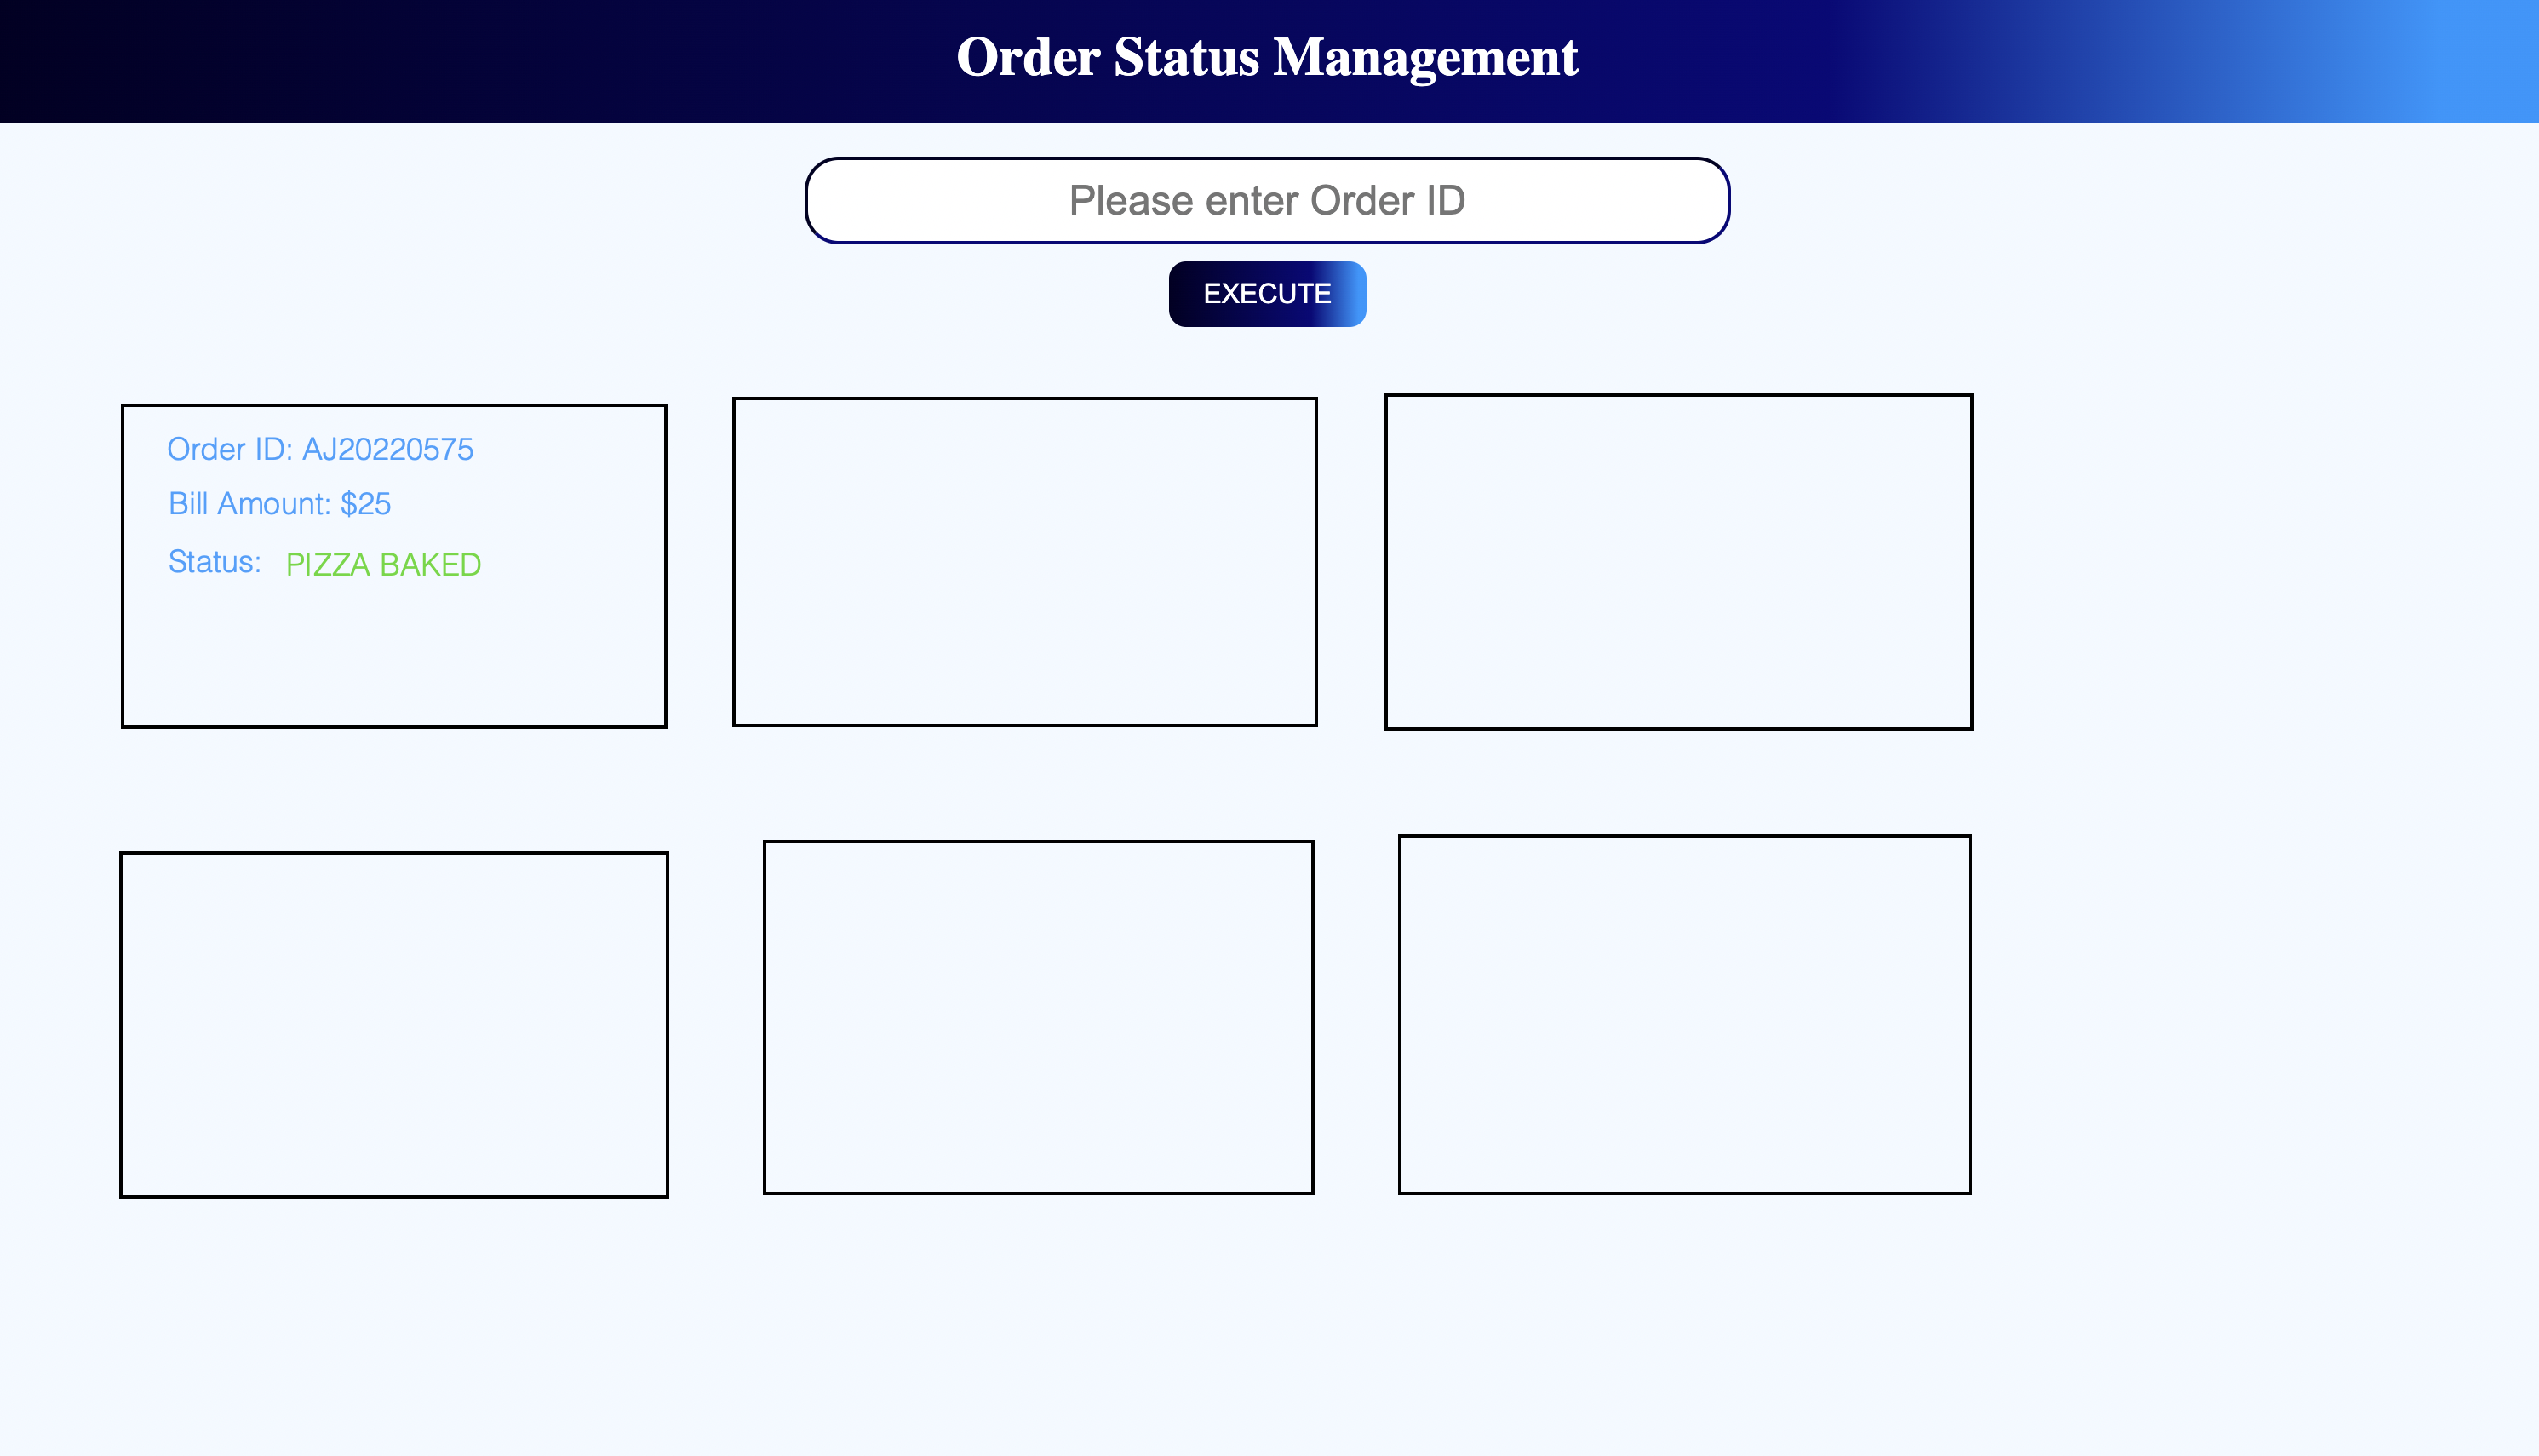 Order Status Management
Please enter Order ID
EXECUTE
Order ID: AJ20220575
Bill Amount: $25
Status: PIZZA BAKED